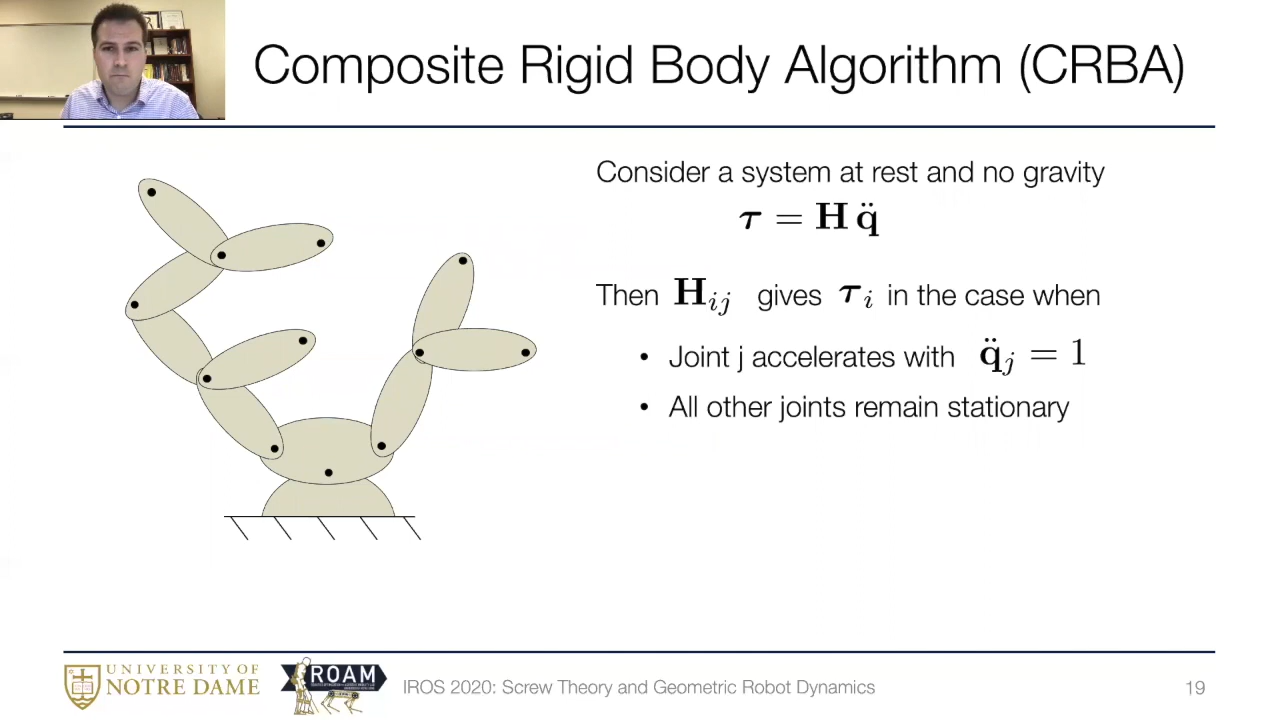 Composite Rigid Body Algorithm (CRBA)
Consider a system at rest and no gravity
τ = H q̈
Then H_ij gives τ_i in the case when
• Joint j accelerates with q̈_j = 1
• All other joints remain stationary
UNIVERSITY OF
NOTRE DAME
ROAM
IROS 2020: Screw Theory and Geometric Robot Dynamics
19